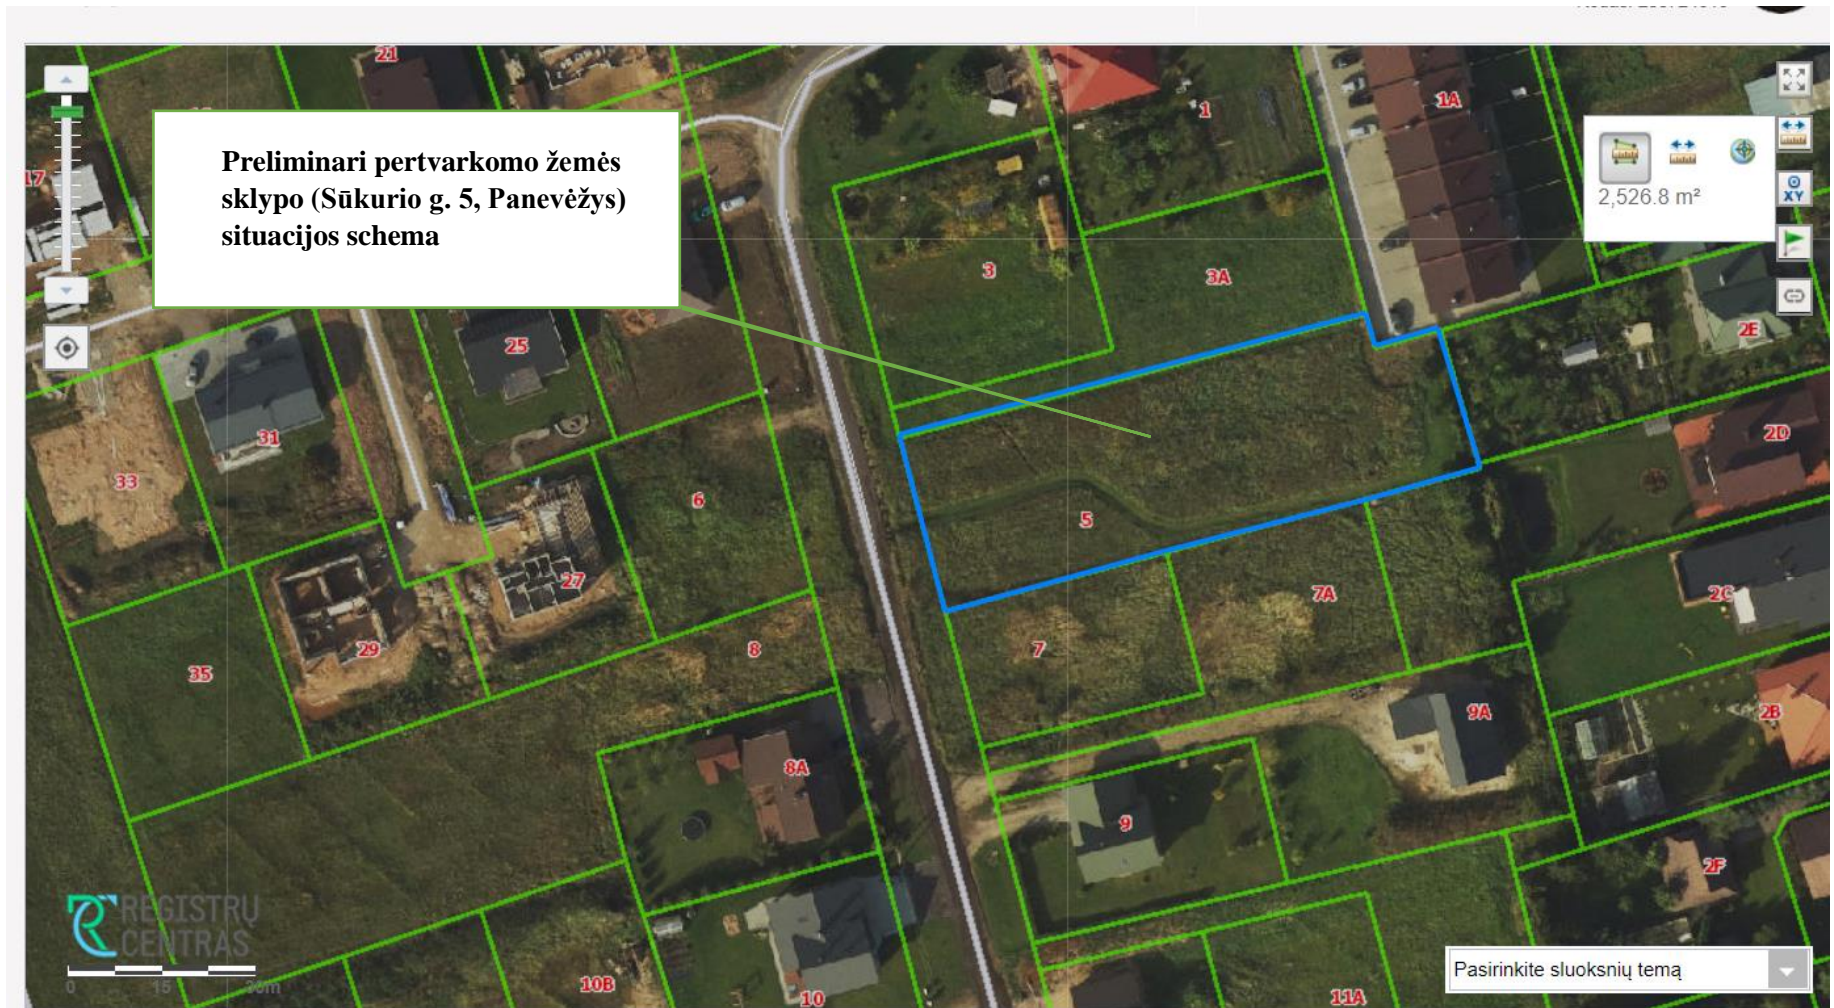 21
17
Preliminari pertvarkomo žemės
sklypo (Sūkurio g. 5, Panevėžys)
situacijos schema
1
1A
2,526.8 m²
XY
3
3A
2E
25
31
33
6
5
2D
27
7A
2C
29
35
8
7
9A
2B
8A
9
2F
REGISTRŲ
CENTRAS
0 15 30m
10B
10
11A
Pasirinkite sluoksnių temą